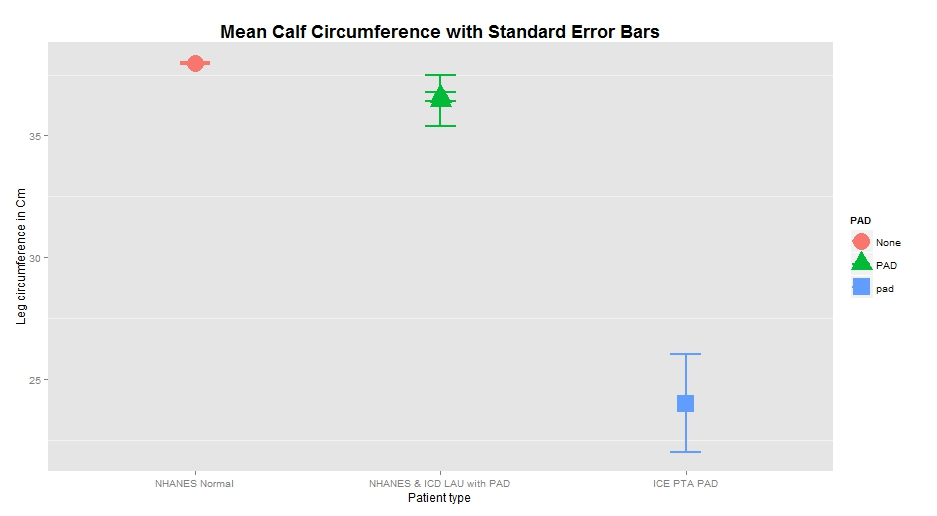 Mean Calf Circumference with Standard Error Bars
Leg circumference in Cm
35
30
25
NHANES Normal
NHANES & ICD LAU with PAD
ICE PTA PAD
Patient type
PAD
None
PAD
pad